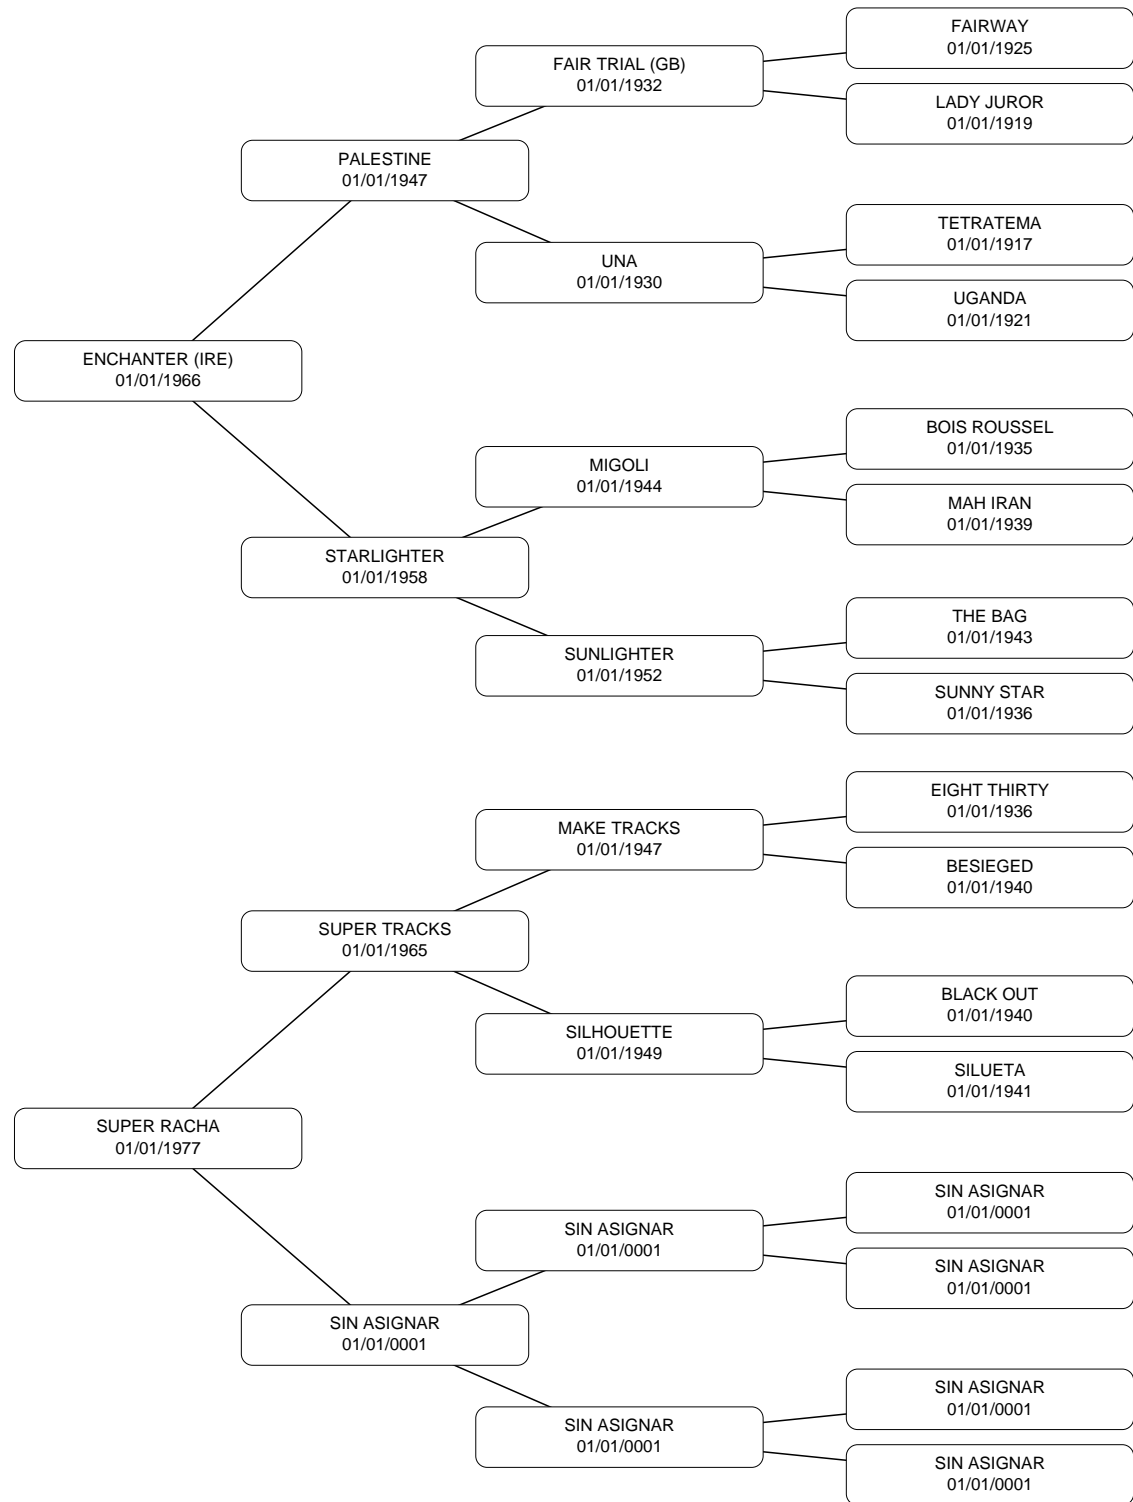 FAIRWAY
01/01/1925
FAIR TRIAL (GB)
01/01/1932
LADY JUROR
01/01/1919
PALESTINE
01/01/1947
TETRATEMA
01/01/1917
UNA
01/01/1930
UGANDA
01/01/1921
ENCHANTER (IRE)
01/01/1966
BOIS ROUSSEL
01/01/1935
MIGOLI
01/01/1944
MAH IRAN
01/01/1939
STARLIGHTER
01/01/1958
THE BAG
01/01/1943
SUNLIGHTER
01/01/1952
SUNNY STAR
01/01/1936
EIGHT THIRTY
01/01/1936
MAKE TRACKS
01/01/1947
BESIEGED
01/01/1940
SUPER TRACKS
01/01/1965
BLACK OUT
01/01/1940
SILHOUETTE
01/01/1949
SILUETA
01/01/1941
SUPER RACHA
01/01/1977
SIN ASIGNAR
01/01/0001
SIN ASIGNAR
01/01/0001
SIN ASIGNAR
01/01/0001
SIN ASIGNAR
01/01/0001
SIN ASIGNAR
01/01/0001
SIN ASIGNAR
01/01/0001
SIN ASIGNAR
01/01/0001